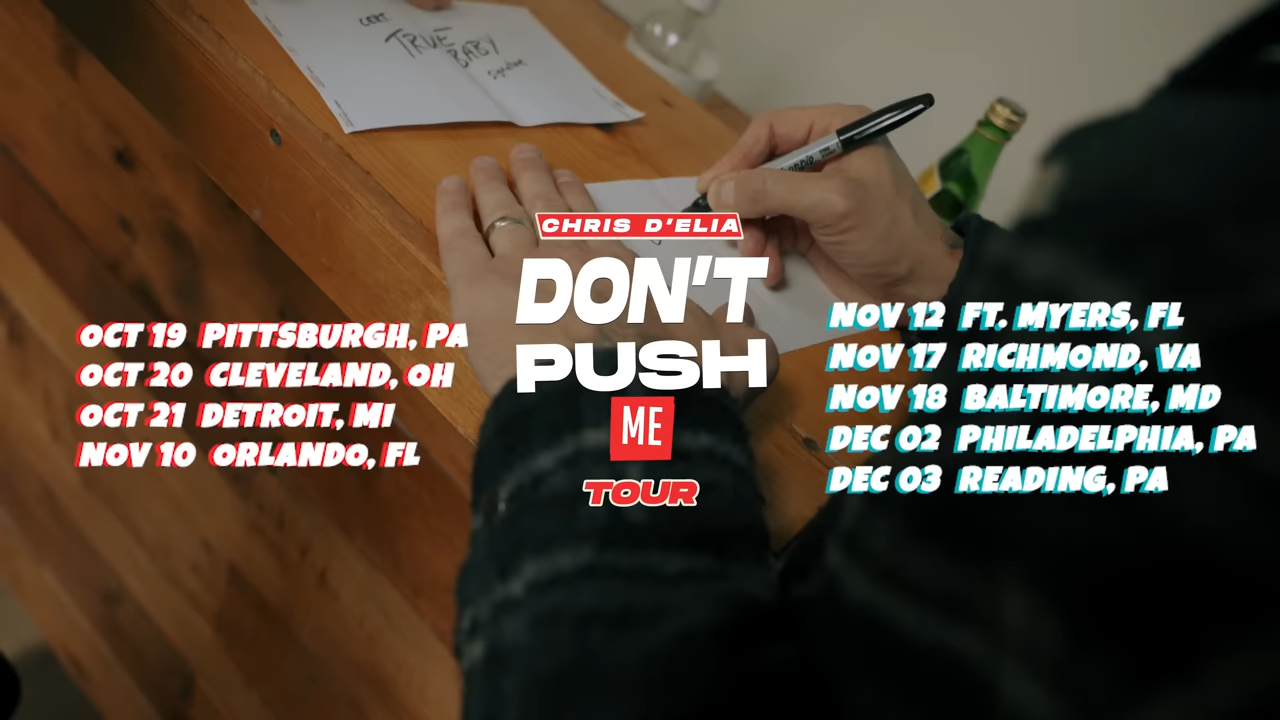 CERT.
TRUE
BABY
CHRIS D'ELIA
DON'T
PUSH
ME
TOUR
OCT 19 PITTSBURGH, PA
OCT 20 CLEVELAND, OH
OCT 21 DETROIT, MI
NOV 10 ORLANDO, FL
NOV 12 FT. MYERS, FL
NOV 17 RICHMOND, VA
NOV 18 BALTIMORE, MD
DEC 02 PHILADELPHIA, PA
DEC 03 READING, PA